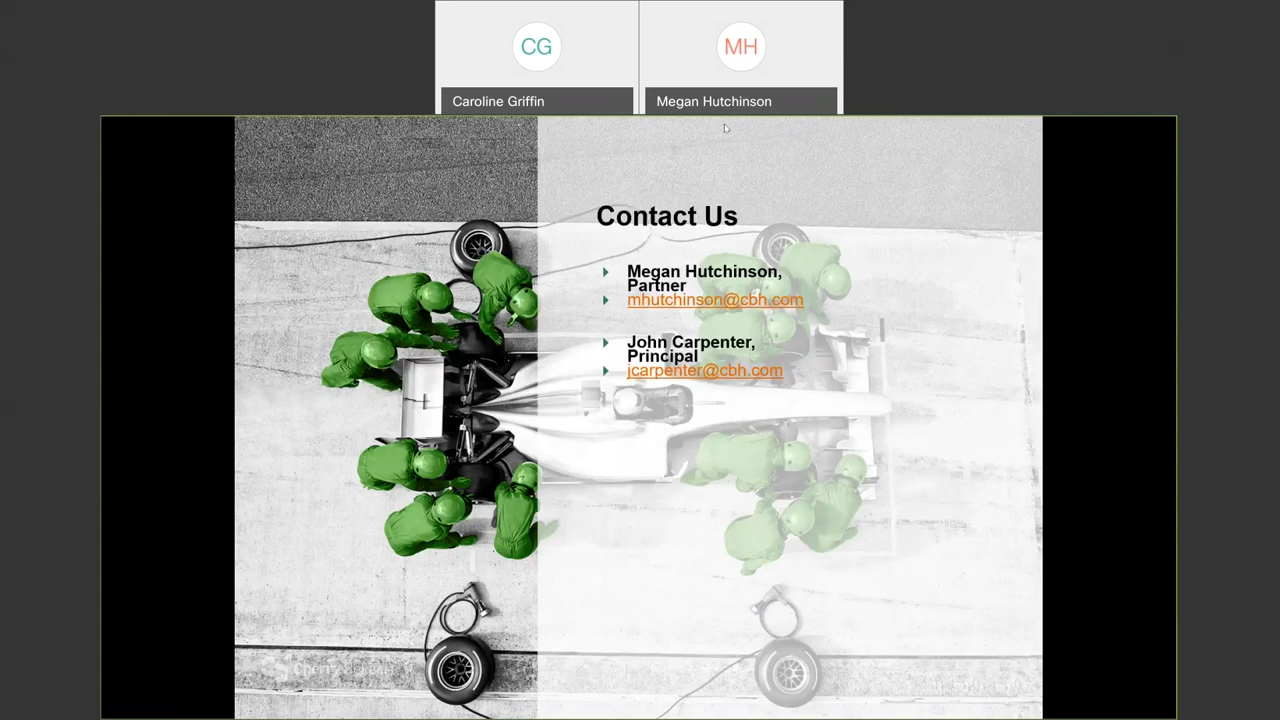 CG
MH
Caroline Griffin
Megan Hutchinson
Contact Us
Megan Hutchinson,
Partner
mhutchinson@cbh.com
John Carpenter,
Principal
jcarpenter@cbh.com